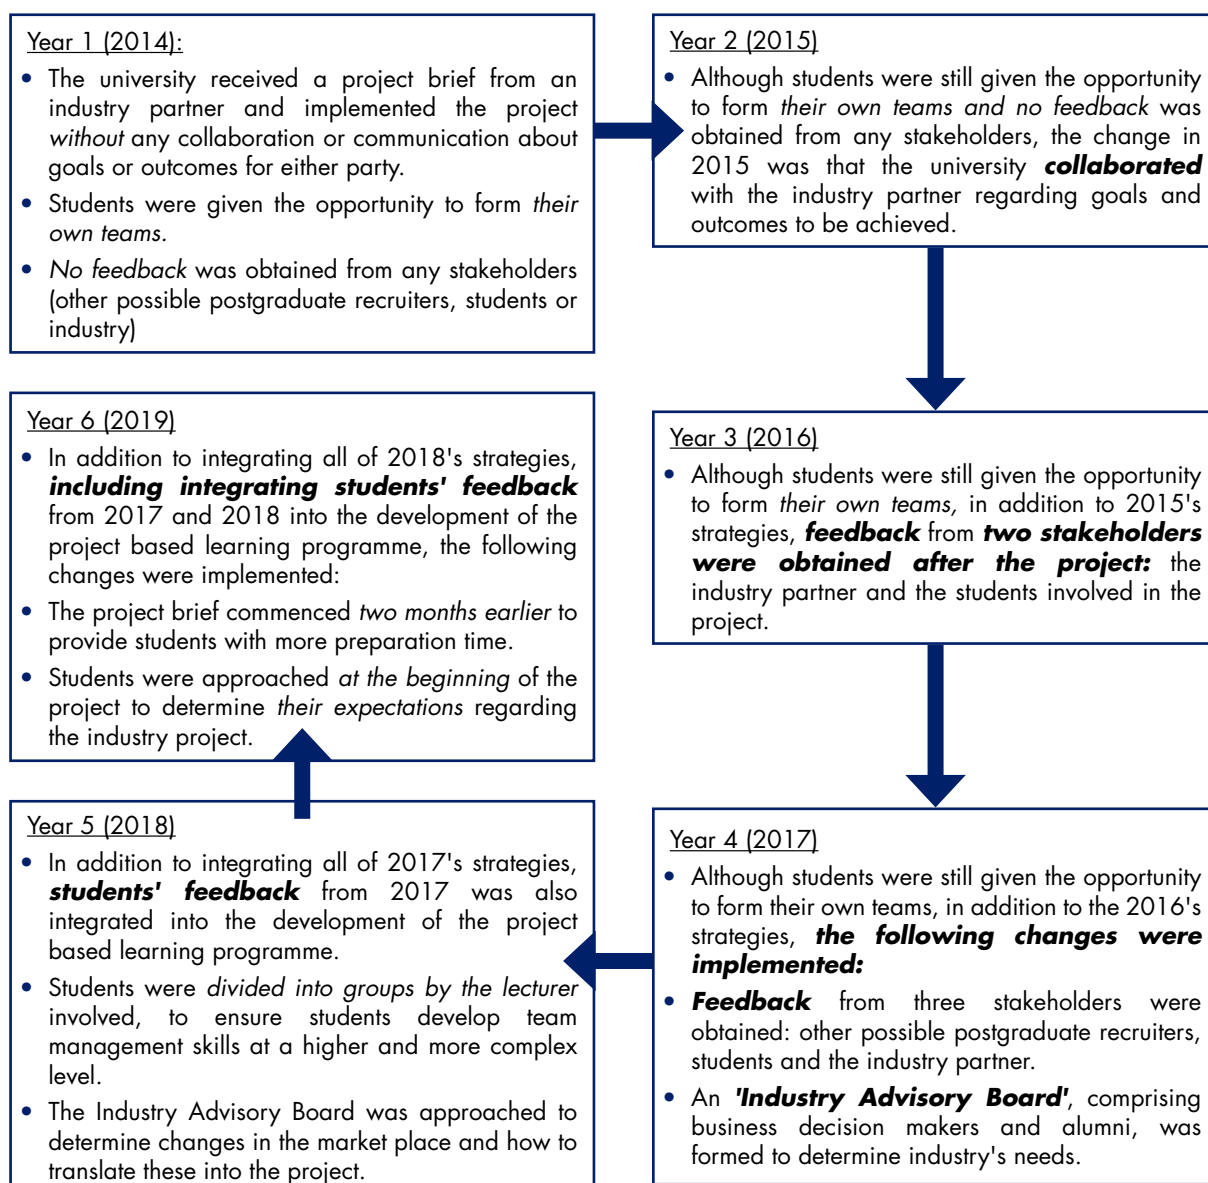 Year 1 (2014):
• The university received a project brief from an
industry partner and implemented the project
without any collaboration or communication about
goals or outcomes for either party.
• Students were given the opportunity to form their
own teams.
• No feedback was obtained from any stakeholders
(other possible postgraduate recruiters, students or
industry)
Year 2 (2015)
• Although students were still given the opportunity
to form their own teams and no feedback was
obtained from any stakeholders, the change in
2015 was that the university collaborated
with the industry partner regarding goals and
outcomes to be achieved.
Year 3 (2016)
• Although students were still given the opportunity
to form their own teams, in addition to 2015's
strategies, feedback from two stakeholders
were obtained after the project: the
industry partner and the students involved in the
project.
Year 4 (2017)
• Although students were still given the opportunity
to form their own teams, in addition to the 2016's
strategies, the following changes were
implemented:
• Feedback from three stakeholders were
obtained: other possible postgraduate recruiters,
students and the industry partner.
• An 'Industry Advisory Board', comprising
business decision makers and alumni, was
formed to determine industry's needs.
Year 5 (2018)
• In addition to integrating all of 2017's strategies,
students' feedback from 2017 was also
integrated into the development of the project
based learning programme.
• Students were divided into groups by the lecturer
involved, to ensure students develop team
management skills at a higher and more complex
level.
• The Industry Advisory Board was approached to
determine changes in the market place and how to
translate these into the project.
Year 6 (2019)
• In addition to integrating all of 2018's strategies,
including integrating students' feedback
from 2017 and 2018 into the development of the
project based learning programme, the following
changes were implemented:
• The project brief commenced two months earlier to
provide students with more preparation time.
• Students were approached at the beginning of the
project to determine their expectations regarding
the industry project.